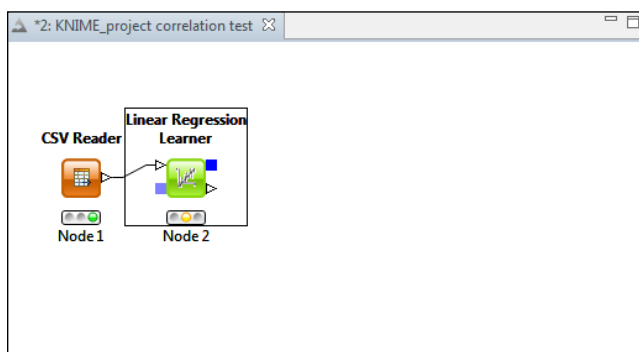 *2: KNIME_project correlation test
Linear Regression
CSV Reader
Learner
Node 1
Node 2